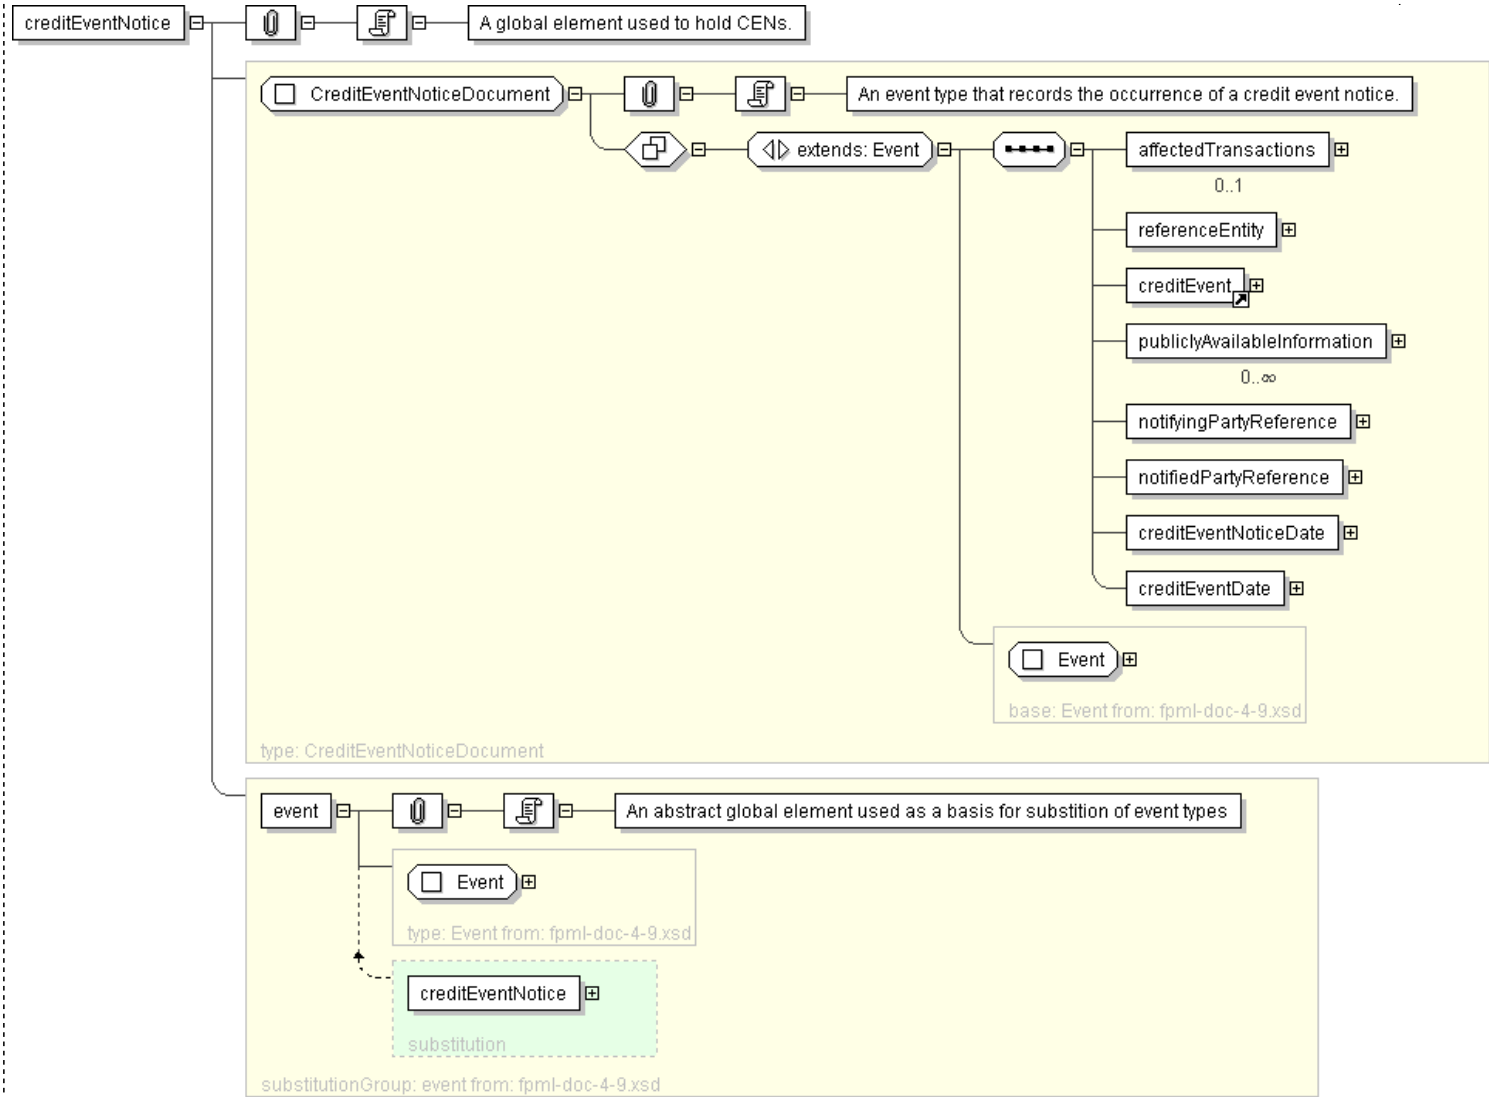 creditEventNotice
A global element used to hold CENs.
CreditEventNoticeDocument
An event type that records the occurrence of a credit event notice.
extends: Event
affectedTransactions
0..1
referenceEntity
creditEvent
publiclyAvailableInformation
0..∞
notifyingPartyReference
notifiedPartyReference
creditEventNoticeDate
creditEventDate
Event
base: Event from: fpml-doc-4-9.xsd
type: CreditEventNoticeDocument
event
An abstract global element used as a basis for substition of event types
Event
type: Event from: fpml-doc-4-9.xsd
creditEventNotice
substitution
substitutionGroup: event from: fpml-doc-4-9.xsd